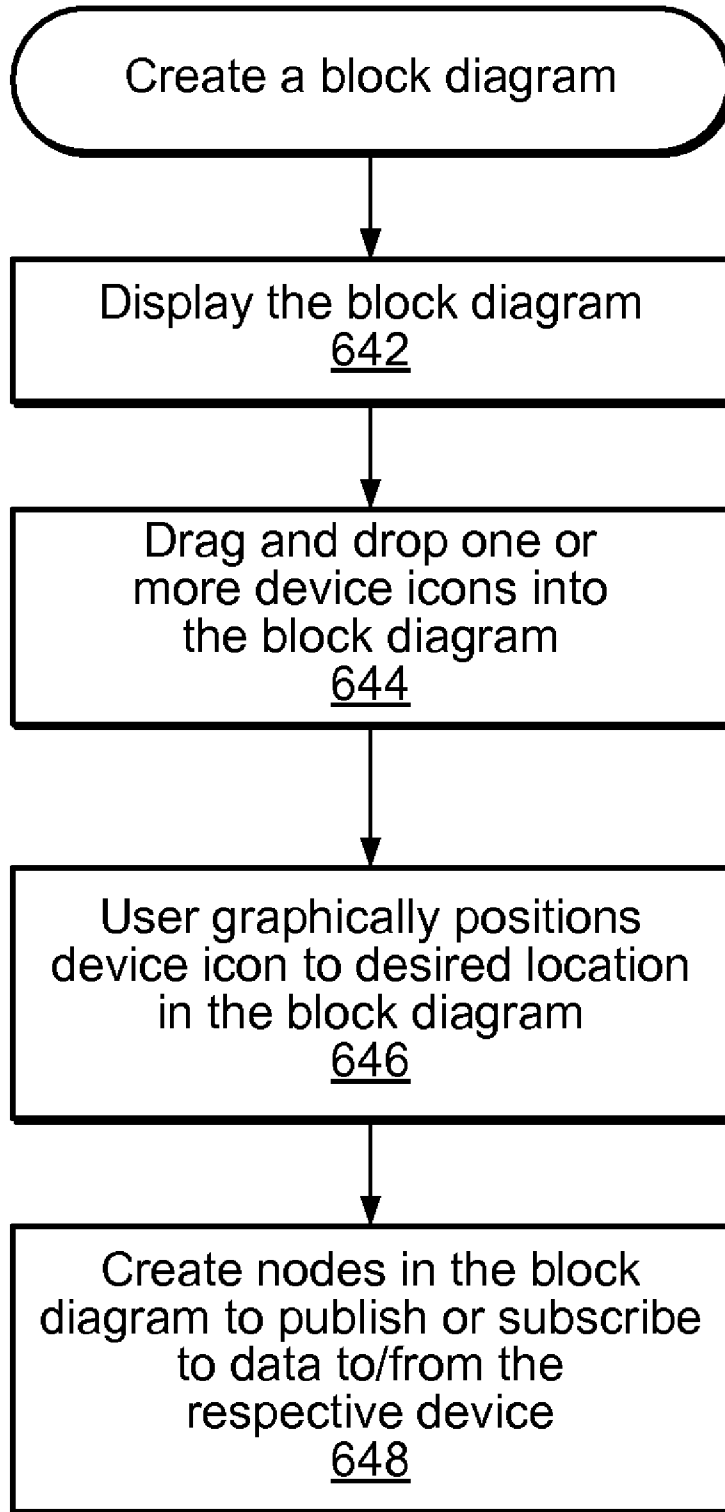 Create a block diagram
Display the block diagram
642
Drag and drop one or
more device icons into
the block diagram
644
User graphically positions
device icon to desired location
in the block diagram
646
Create nodes in the block
diagram to publish or subscribe
to data to/from the
respective device
648